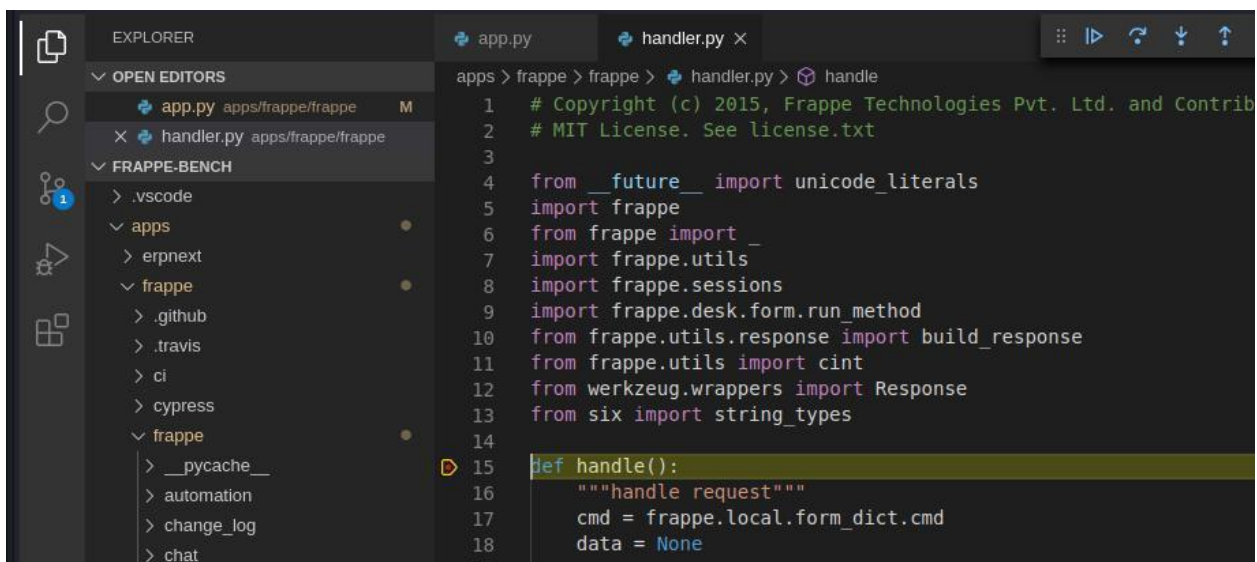 EXPLORER
OPEN EDITORS
app.py apps/frappe/frappe M
handler.py apps/frappe/frappe
FRAPPE-BENCH
.vscode
apps
erpnext
frappe
.github
.travis
ci
cypress
frappe
__pycache__
automation
change_log
chat
1
app.py
handler.py
apps > frappe > frappe > handler.py > handle
1 # Copyright (c) 2015, Frappe Technologies Pvt. Ltd. and Contrib
2 # MIT License. See license.txt
3
4 from __future__ import unicode_literals
5 import frappe
6 from frappe import _
7 import frappe.utils
8 import frappe.sessions
9 import frappe.desk.form.run_method
10 from frappe.utils.response import build_response
11 from frappe.utils import cint
12 from werkzeug.wrappers import Response
13 from six import string_types
14
15 def handle():
16     """handle request"""
17     cmd = frappe.local.form_dict.cmd
18     data = None